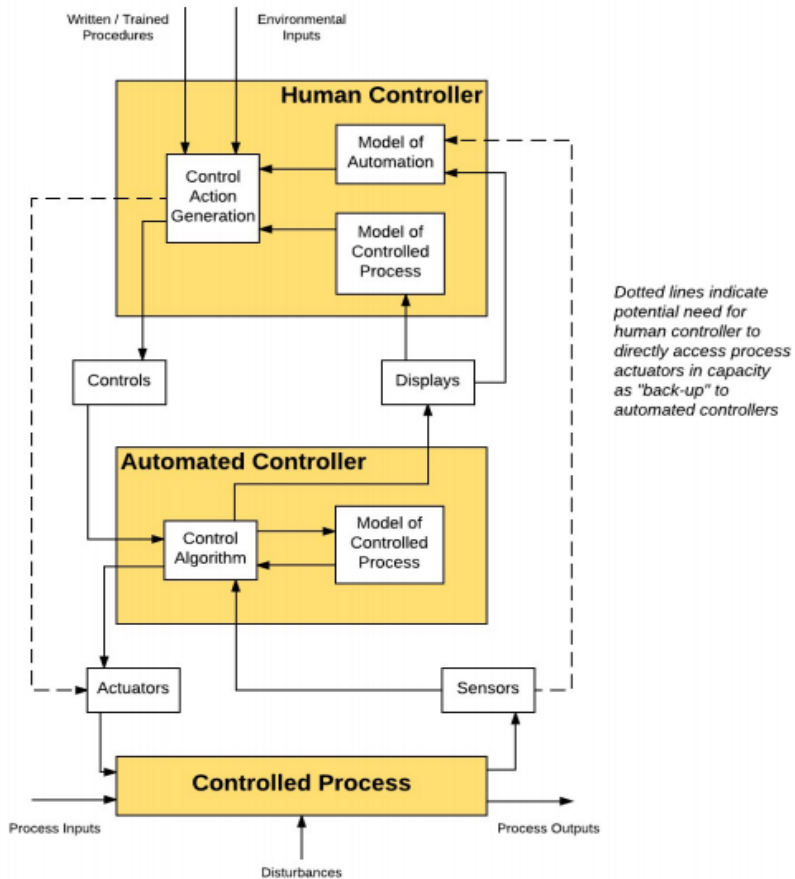 Written / Trained
Procedures
Environmental
Inputs
Human Controller
Model of
Automation
Control
Action
Generation
Model of
Controlled
Process
Dotted lines indicate
potential need for
human controller to
directly access process
actuators in capacity
as "back-up" to
automated controllers
Controls
Displays
Automated Controller
Control
Algorithm
Model of
Controlled
Process
Actuators
Sensors
Controlled Process
Process Inputs
Process Outputs
Disturbances